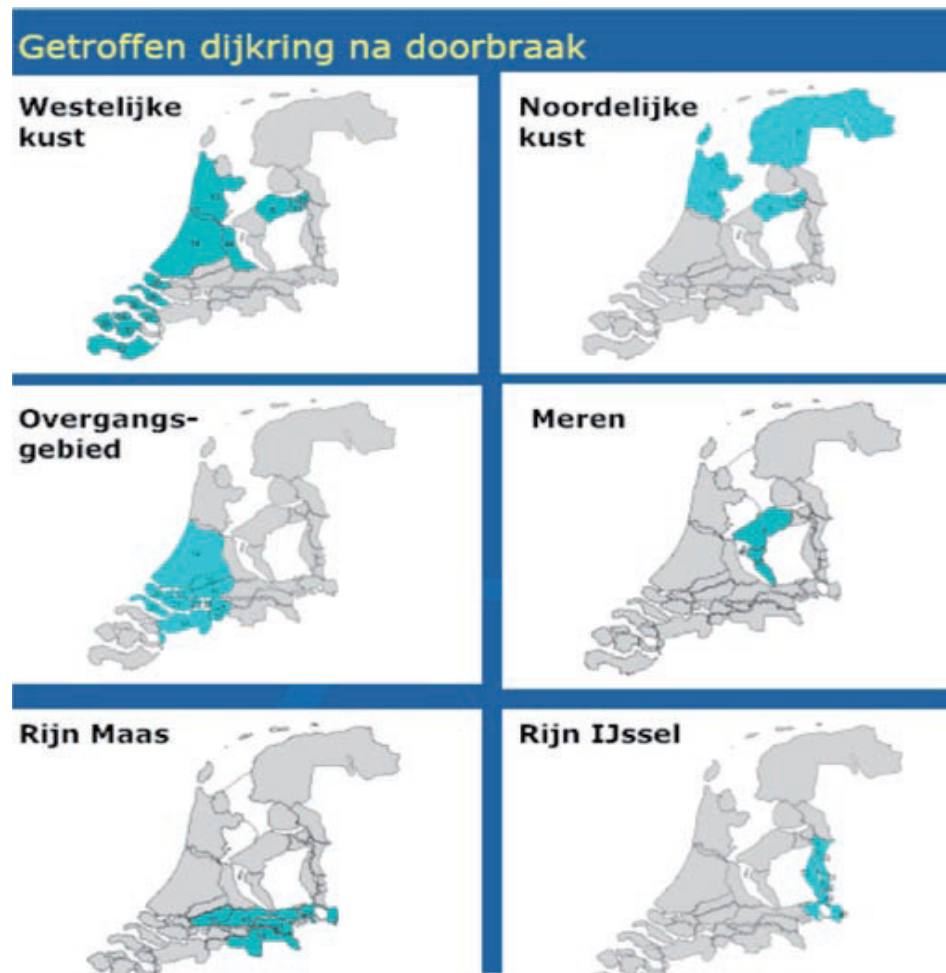 Getroffen dijkring na doorbraak
Westelijke
kust
Noordelijke
kust
Overgangs-
gebied
Meren
Rijn Maas
Rijn IJssel